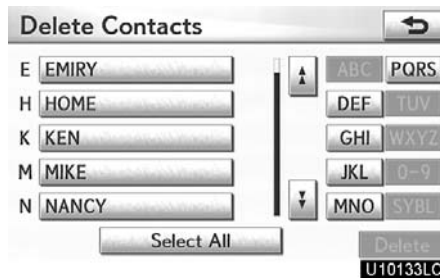 Delete Contacts
E EMIRY
H HOME
K KEN
M MIKE
N NANCY
Select All
ABC PQRS
DEF TUV
GHI WXYZ
JKL 0-9
MNO SYBL
Delete
U10133LC